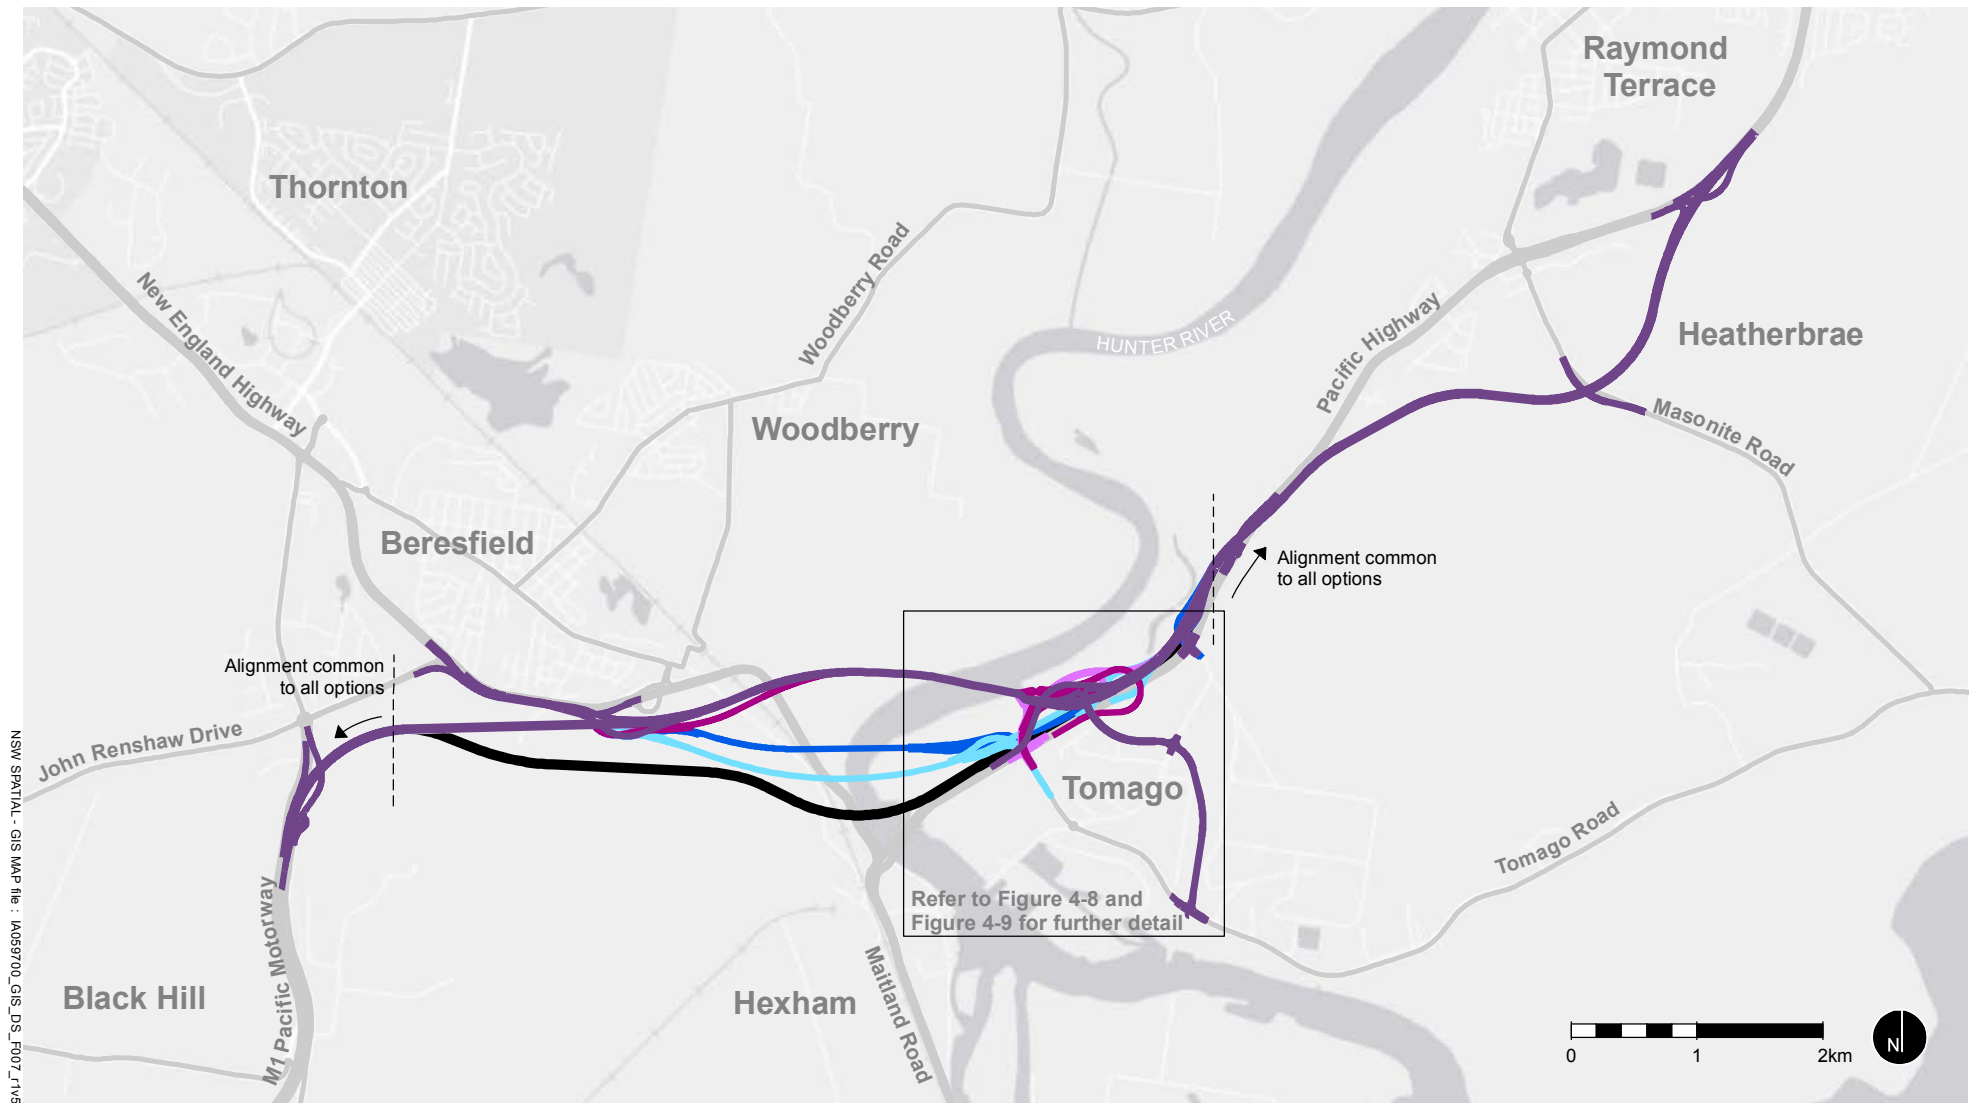 Raymond
Terrace
Thornton
New England Highway
Woodberry Road
HUNTER RIVER
Pacific Highway
Heatherbrae
Woodberry
Masonite Road
Beresfield
Alignment common
to all options
Alignment common
to all options
John Renshaw Drive
Tomago
Tomago Road
Refer to Figure 4-8 and
Figure 4-9 for further detail
M1 Pacific Motorway
Maitland Road
Black Hill
Hexham
0 1 2km
N
NSW SPATIAL - GIS MAP file : IA059700_GIS_DS_F007_r1v5